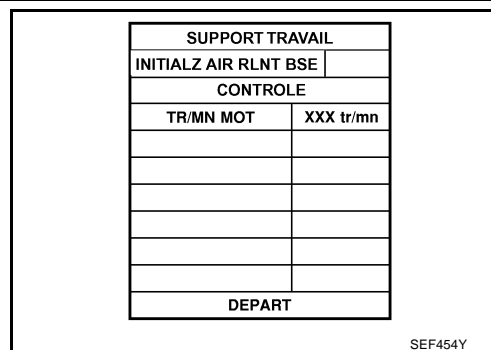 SUPPORT TRAVAIL
INITIALZ AIR RLNT BSE
CONTROLE
TR/MN MOT XXX tr/mn
DEPART
SEF454Y